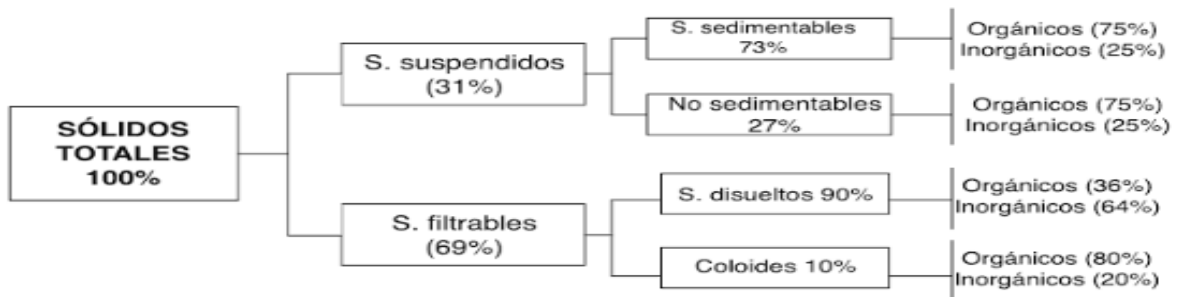 SÓLIDOS
TOTALES
100%
S. suspendidos
(31%)
S. sedimentables
73%
Orgánicos (75%)
Inorgánicos (25%)
No sedimentables
27%
Orgánicos (75%)
Inorgánicos (25%)
S. filtrables
(69%)
S. disueltos 90%
Orgánicos (36%)
Inorgánicos (64%)
Coloides 10%
Orgánicos (80%)
Inorgánicos (20%)